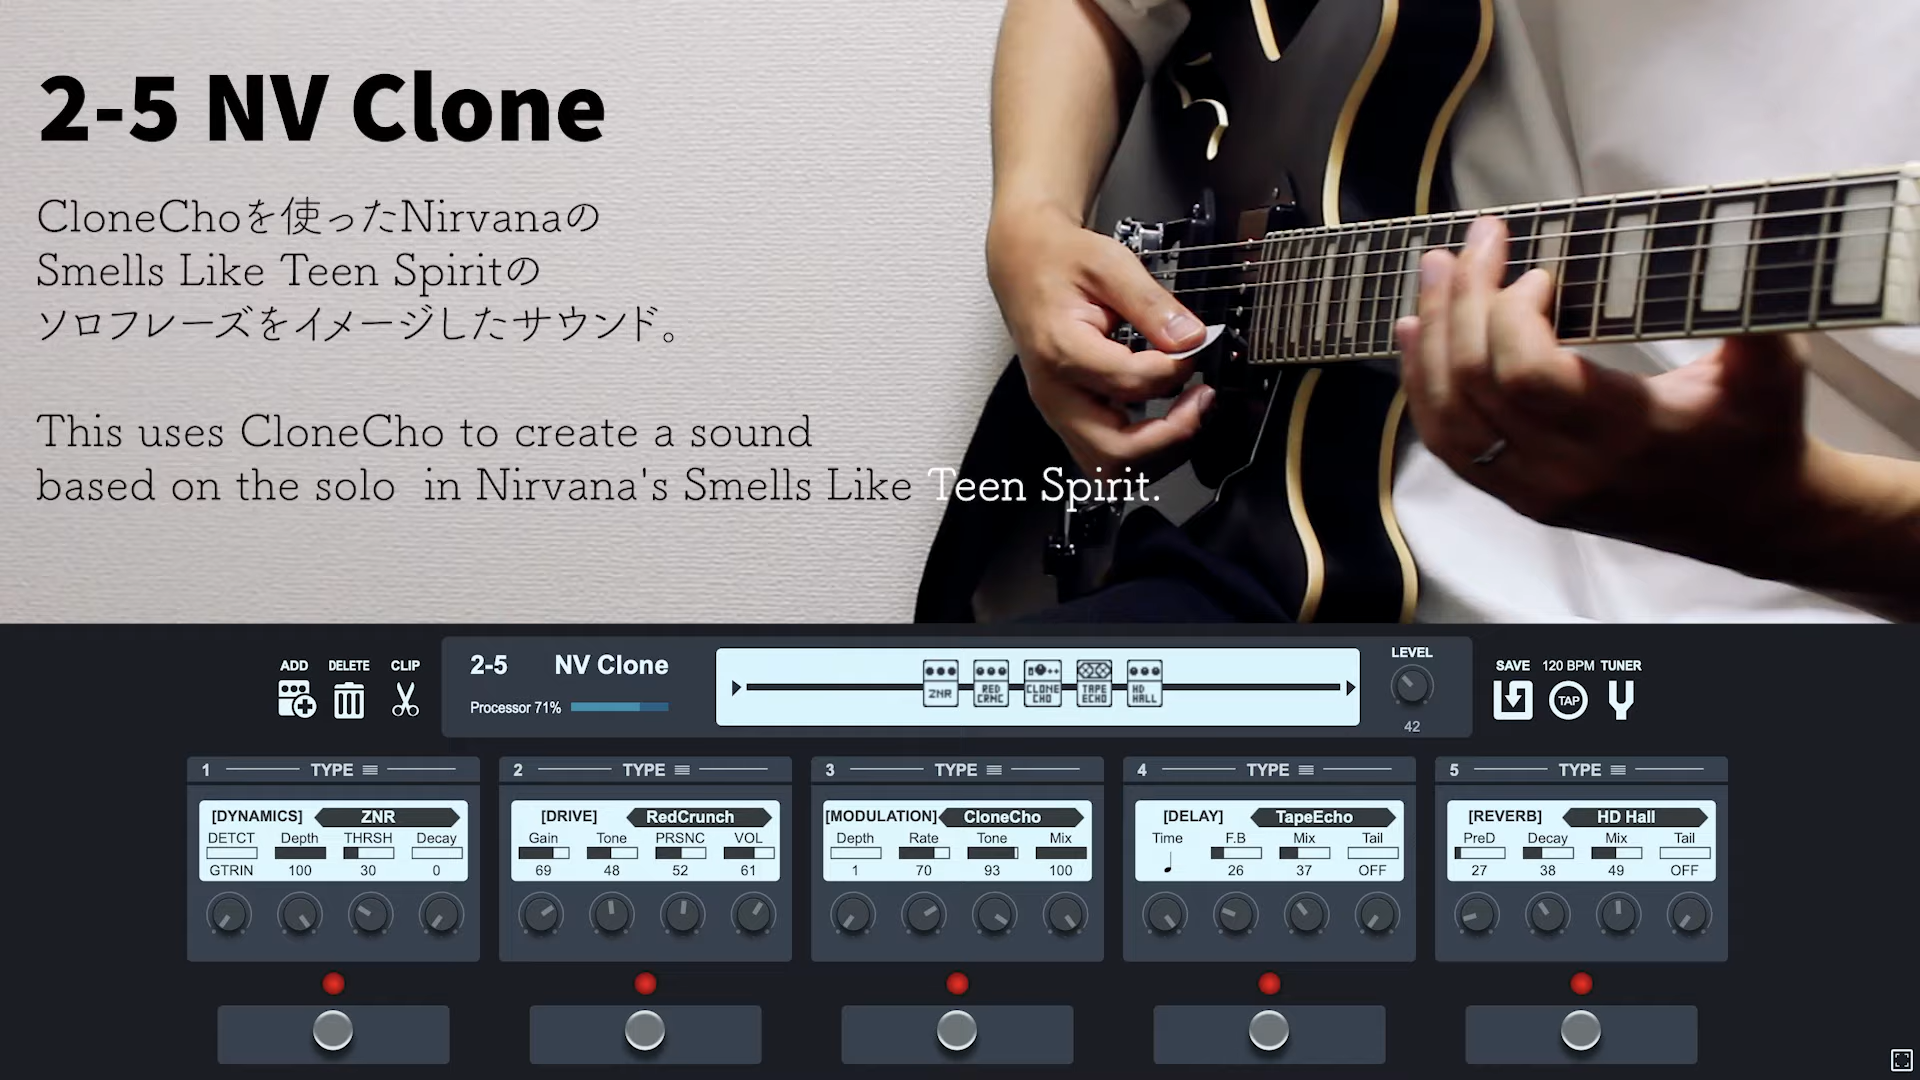 2-5 NV Clone
CloneChoを使ったNirvanaの
Smells Like Teen Spiritの
ソロフレーズをイメージしたサウンド。
This uses CloneCho to create a sound
based on the solo in Nirvana's Smells Like Teen Spirit.
ADD DELETE CLIP
2-5 NV Clone
Processor 71%
ZNR RED CRNC CLONE CHO TAPE ECHO HD HALL
LEVEL
42
SAVE 120 BPM TUNER
TAP
1 TYPE
[DYNAMICS] ZNR
DETCT Depth THRSH Decay
GTRIN 100 30 0
2 TYPE
[DRIVE] RedCrunch
Gain Tone PRSNC VOL
69 48 52 61
3 TYPE
[MODULATION] CloneCho
Depth Rate Tone Mix
1 70 93 100
4 TYPE
[DELAY] TapeEcho
Time F.B Mix Tail
♩ 26 37 OFF
5 TYPE
[REVERB] HD Hall
PreD Decay Mix Tail
27 38 49 OFF